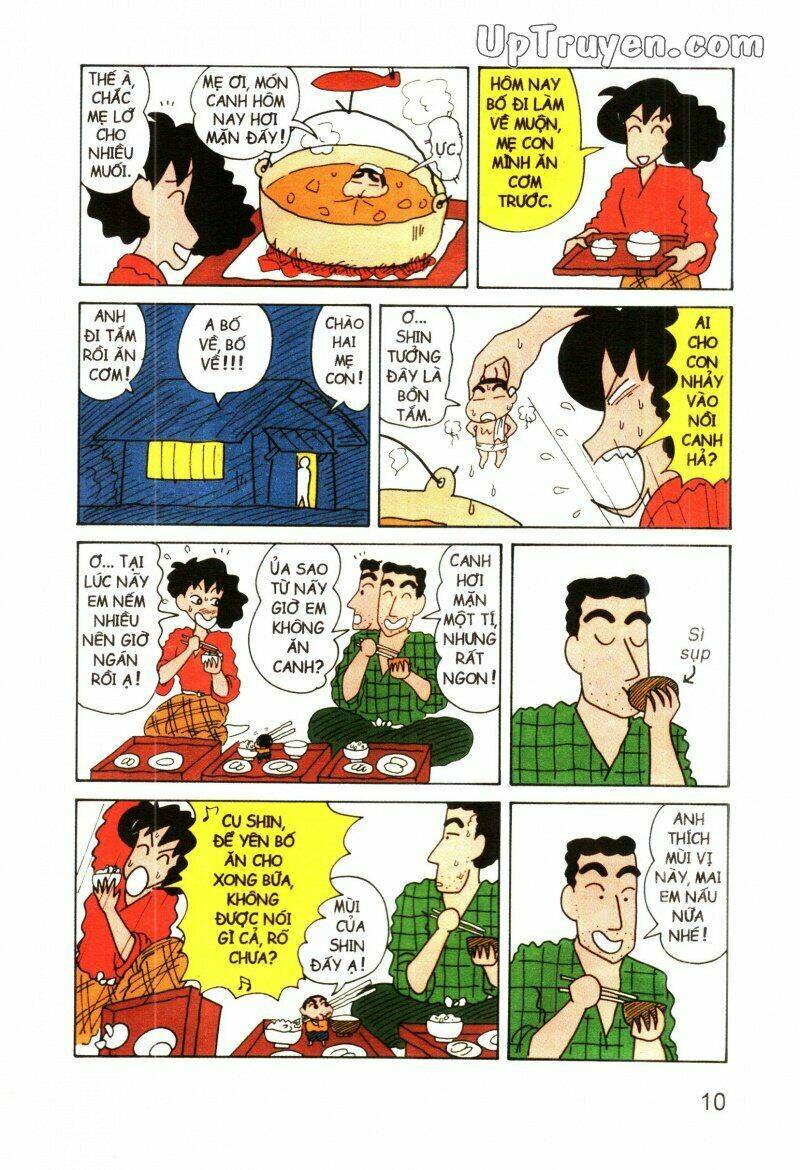 UpTruyen.com
HÔM NAY
BỐ ĐI LÀM
VỀ MUỘN,
MẸ CON
MÌNH ĂN
CƠM
TRƯỚC.
MẸ ƠI, MÓN
CANH HÔM
NAY HƠI
MẶN ĐẤY!
ỰC
THẾ À,
CHẮC
MẸ LỠ
CHO
NHIỀU
MUỐI.
AI
CHO
CON
NHẢY
VÀO
NỒI
CANH
HẢ?
Ơ...
SHIN
TƯỞNG
ĐÂY LÀ
BỒN
TẮM.
CHÀO
HAI
MẸ
CON!
A BỐ
VỀ, BỐ
VỀ!!!
ANH
ĐI TẮM
RỒI ĂN
CƠM!
Sì
sụp
CANH
HƠI
MẶN
MỘT TÍ,
NHƯNG
RẤT
NGON!
ỦA SAO
TỪ NÃY
GIỜ EM
KHÔNG
ĂN
CANH?
Ơ... TẠI
LÚC NÃY
EM NẾM
NHIỀU
NÊN GIỜ
NGÁN
RỒI Ạ!
ANH
THÍCH
MÙI VỊ
NÀY, MAI
EM NẤU
NỮA
NHÉ!
MÙI
CỦA
SHIN
ĐẤY Ạ!
CU SHIN,
ĐỂ YÊN BỐ
ĂN CHO
XONG BỮA,
KHÔNG
ĐƯỢC NÓI
GÌ CẢ, RÕ
CHƯA?
10